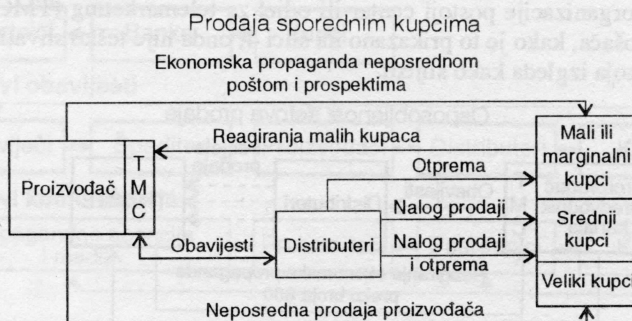 Prodaja sporednim kupcima
Ekonomska propaganda neposrednom
poštom i prospektima
Reagiranja malih kupaca
Proizvođač
T
M
C
Obavijesti
Distributeri
Otprema
Nalog prodaji
Nalog prodaji
i otprema
Neposredna prodaja proizvođača
Mali ili
marginalni
kupci
Srednji
kupci
Veliki kupci